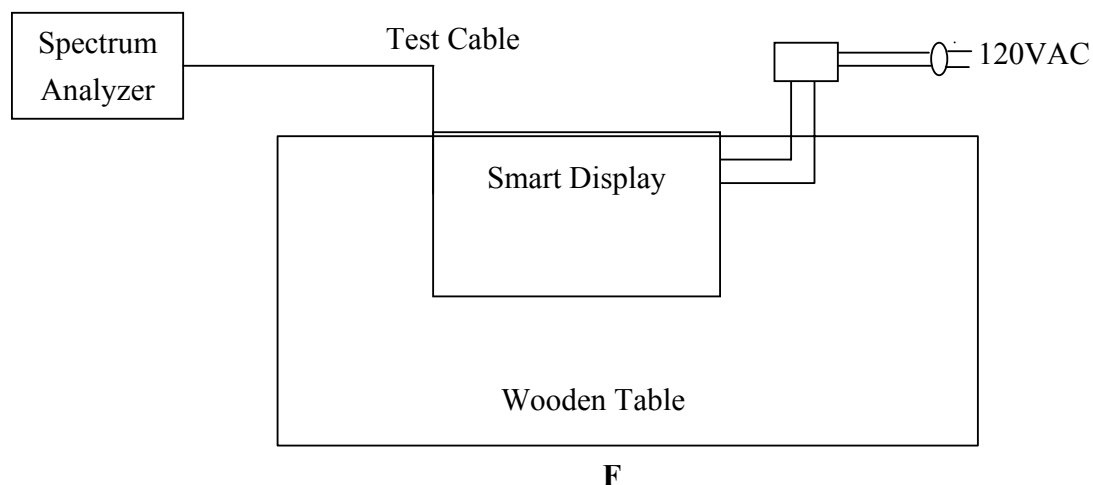 Spectrum
Analyzer
Test Cable
120VAC
Smart Display
Wooden Table
F